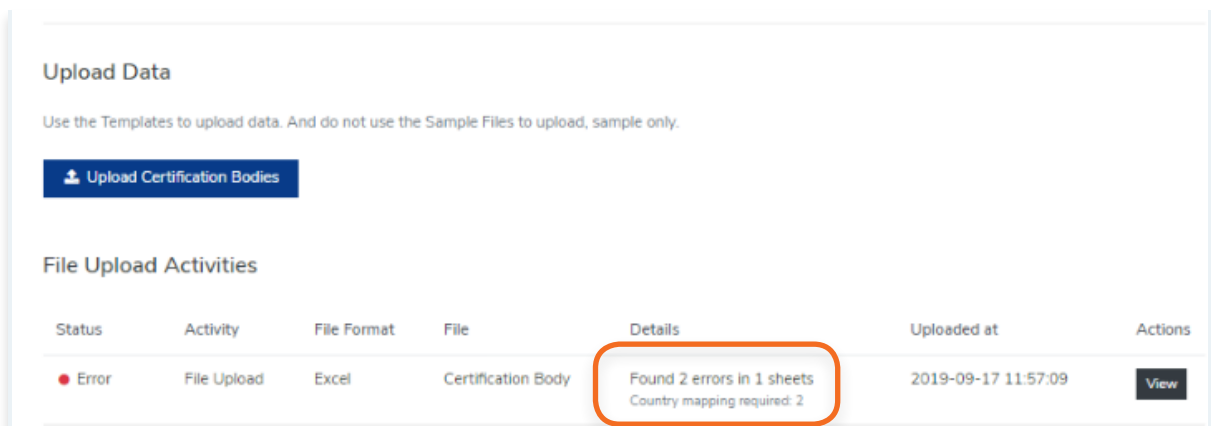 Upload Data
Use the Templates to upload data. And do not use the Sample Files to upload, sample only.
Upload Certification Bodies
File Upload Activities
Status Activity File Format File Details Uploaded at Actions
Error File Upload Excel Certification Body Found 2 errors in 1 sheets 2019-09-17 11:57:09 View
Country mapping required: 2